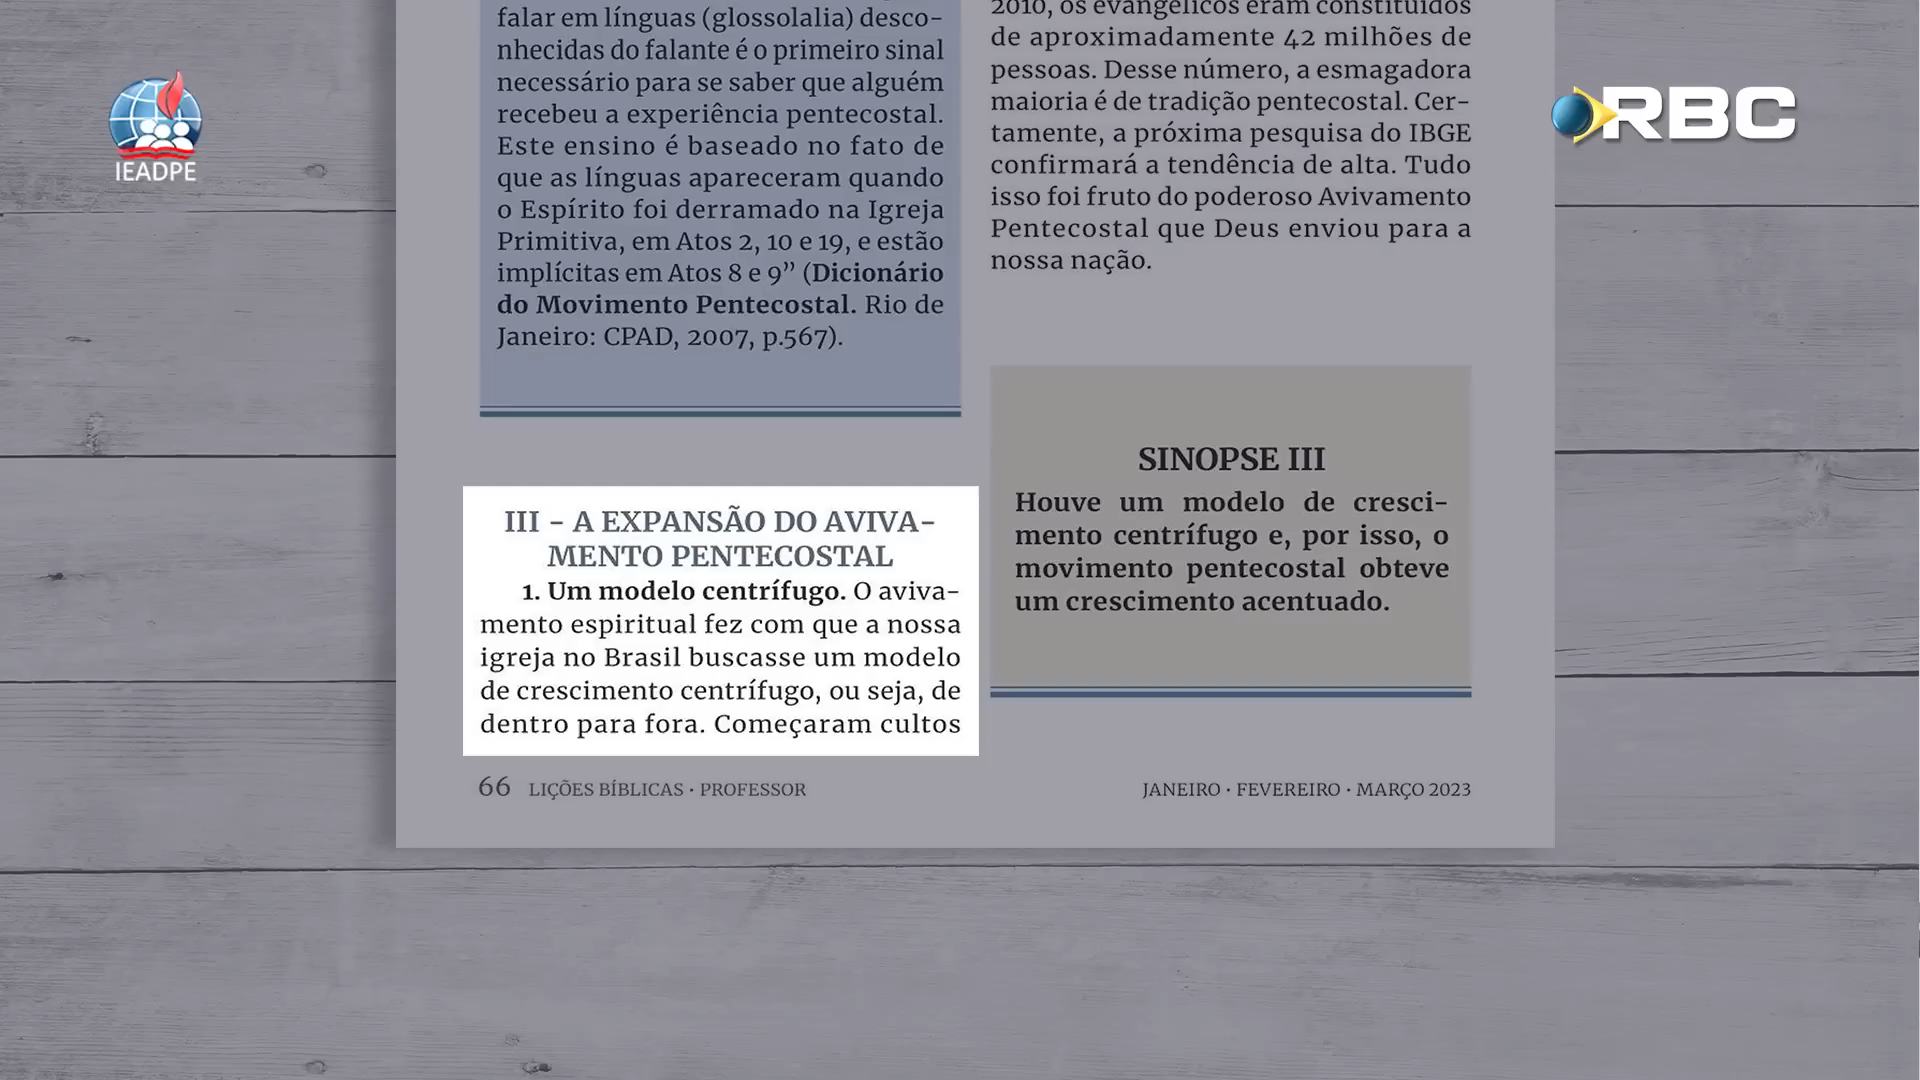 falar em línguas (glossolalia) desco-
nhecidas do falante é o primeiro sinal
necessário para se saber que alguém
recebeu a experiência pentecostal.
Este ensino é baseado no fato de
que as línguas apareceram quando
o Espírito foi derramado na Igreja
Primitiva, em Atos 2, 10 e 19, e estão
implícitas em Atos 8 e 9” (Dicionário
do Movimento Pentecostal. Rio de
Janeiro: CPAD, 2007, p.567).
III - A EXPANSÃO DO AVIVA-
MENTO PENTECOSTAL
1. Um modelo centrífugo. O aviva-
mento espiritual fez com que a nossa
igreja no Brasil buscasse um modelo
de crescimento centrífugo, ou seja, de
dentro para fora. Começaram cultos
2010, os evangélicos eram constituídos
de aproximadamente 42 milhões de
pessoas. Desse número, a esmagadora
maioria é de tradição pentecostal. Cer-
tamente, a próxima pesquisa do IBGE
confirmará a tendência de alta. Tudo
isso foi fruto do poderoso Avivamento
Pentecostal que Deus enviou para a
nossa nação.
SINOPSE III
Houve um modelo de cresci-
mento centrífugo e, por isso, o
movimento pentecostal obteve
um crescimento acentuado.
66 LIÇÕES BÍBLICAS · PROFESSOR
JANEIRO · FEVEREIRO · MARÇO 2023
IEADPE
RBC